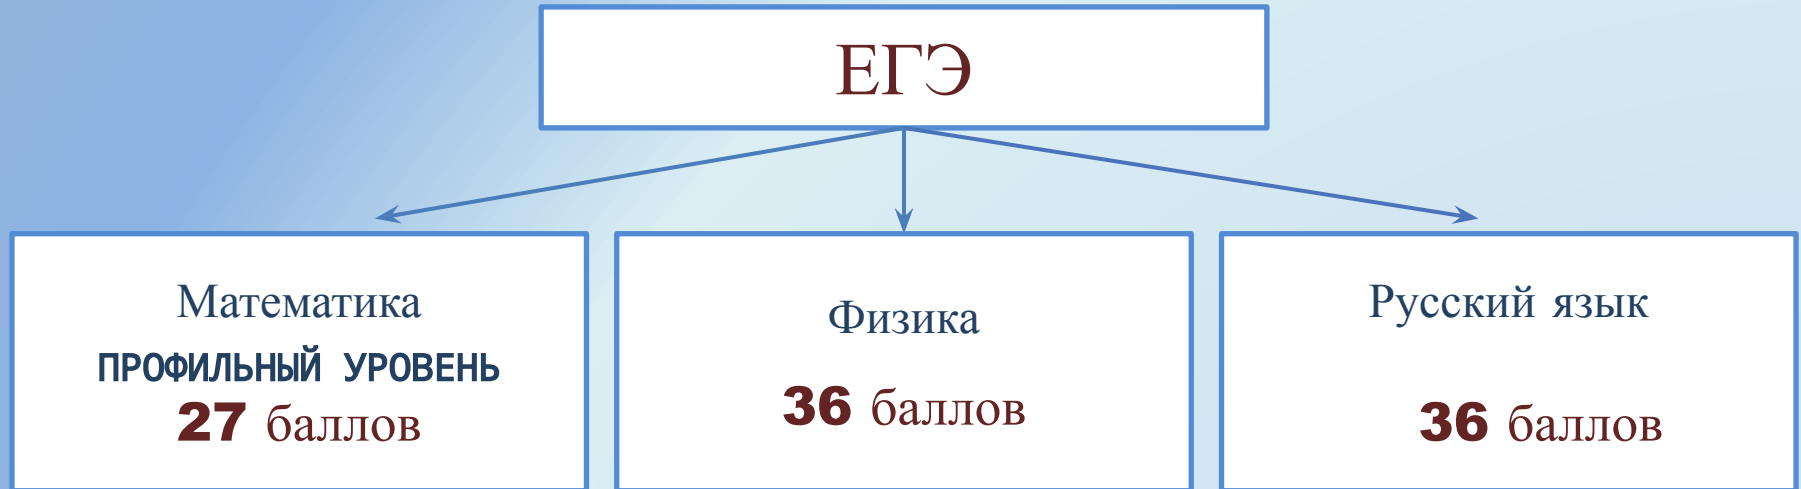 ЕГЭ
Математика
ПРОФИЛЬНЫЙ УРОВЕНЬ
27 баллов
Физика
36 баллов
Русский язык
36 баллов